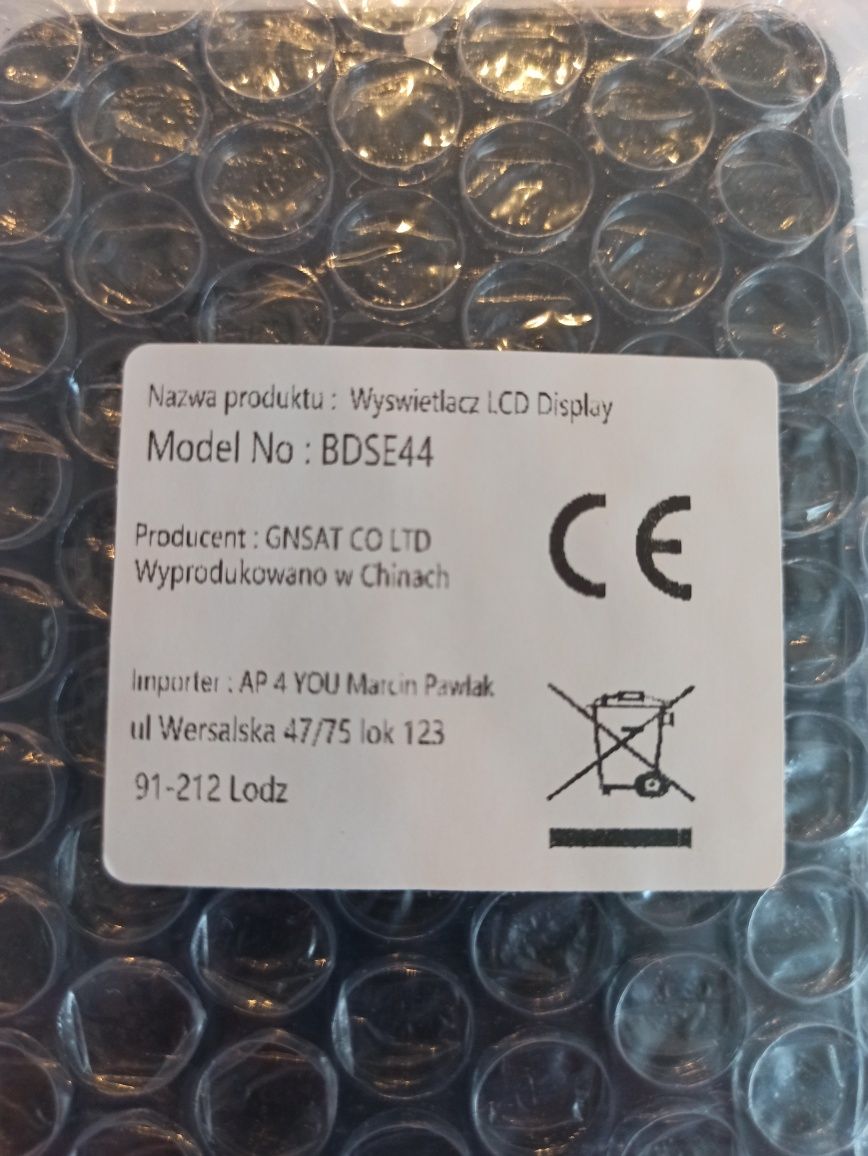 Nazwa produktu : Wyswietlacz LCD Display
Model No : BDSE44
Producent : GNSAT CO LTD
Wyprodukowano w Chinach
CE
Importer : AP 4 YOU Marcin Pawlak
ul Wersalska 47/75 lok 123
91-212 Lodz